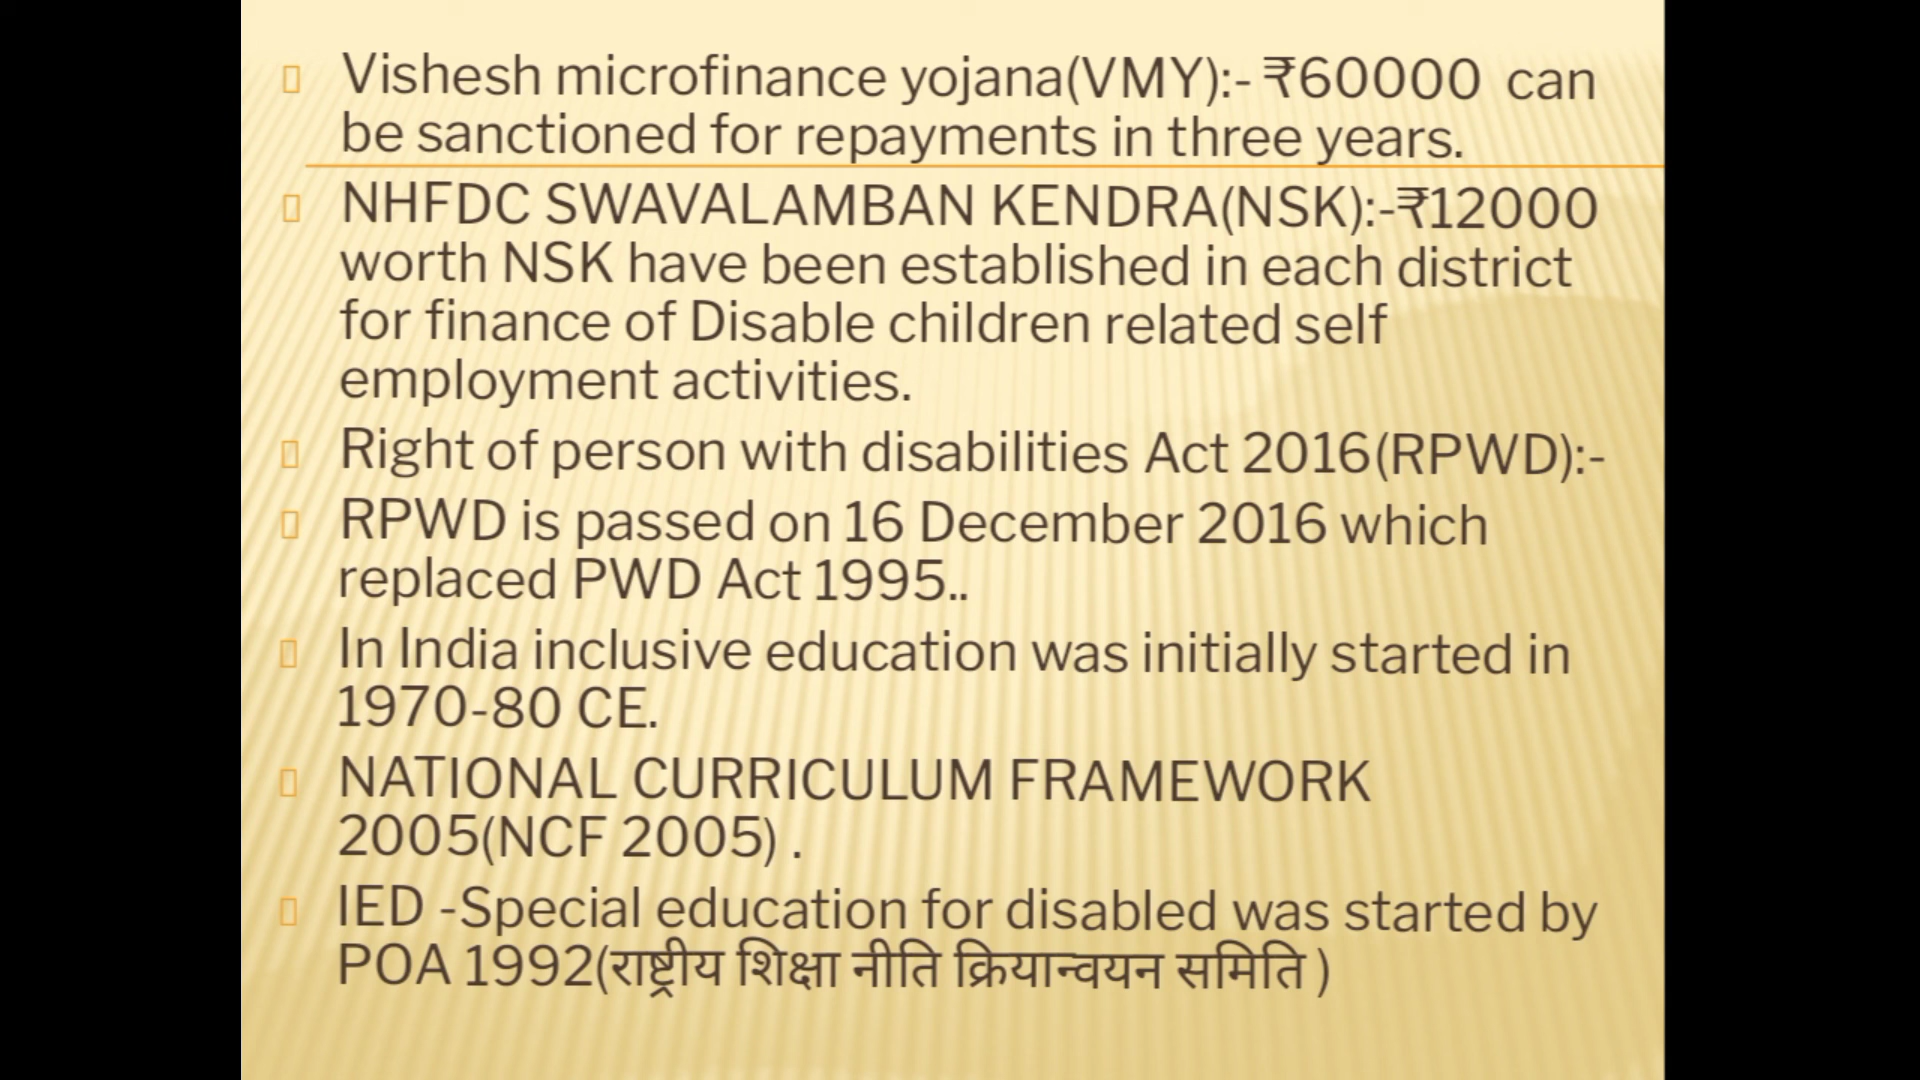 Vishesh microfinance yojana(VMY):- ₹60000 can
be sanctioned for repayments in three years.
NHFDC SWAVALAMBAN KENDRA(NSK):-₹12000
worth NSK have been established in each district
for finance of Disable children related self
employment activities.
Right of person with disabilities Act 2016(RPWD):-
RPWD is passed on 16 December 2016 which
replaced PWD Act 1995..
In India inclusive education was initially started in
1970-80 CE.
NATIONAL CURRICULUM FRAMEWORK
2005(NCF 2005) .
IED -Special education for disabled was started by
POA 1992(राष्ट्रीय शिक्षा नीति क्रियान्वयन समिति )